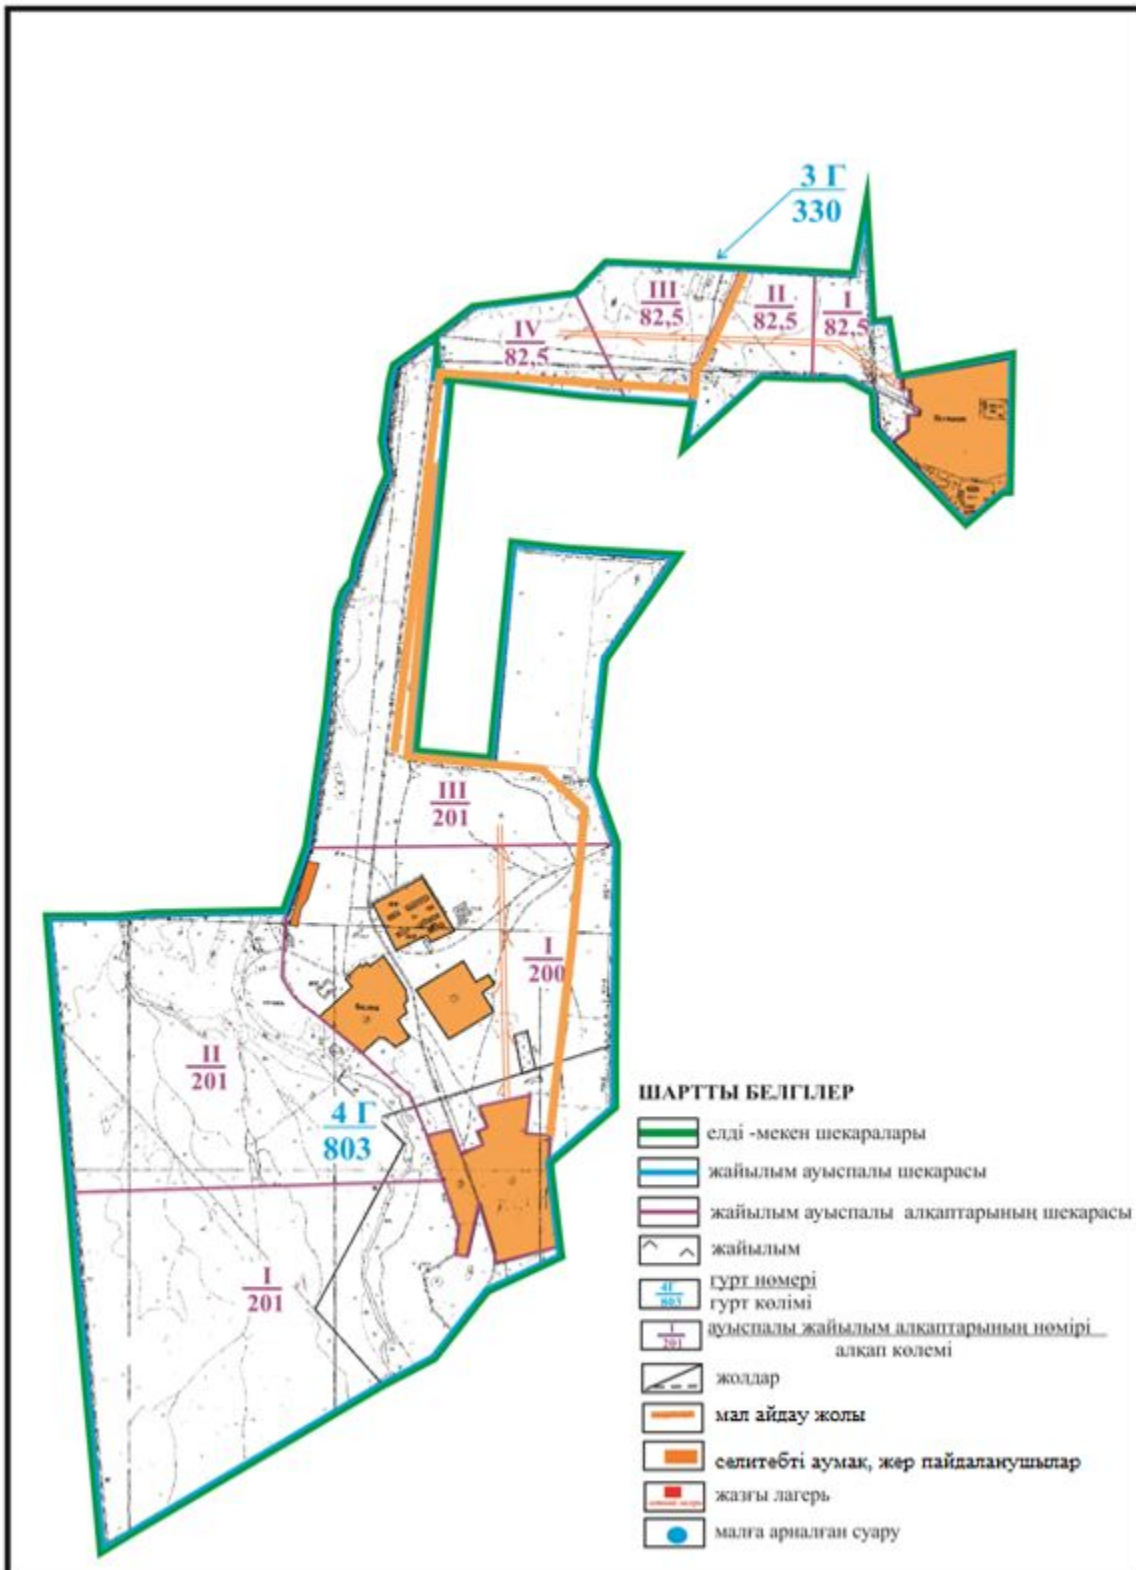 3 Г
330
III
82,5
II
82,5
I
82,5
IV
82,5
III
201
I
200
II
201
4 Г
803
I
201
ШАРТТЫ БЕЛГІЛЕР
елді -мекен шекаралары
жайылым ауыспалы шекарасы
жайылым ауыспалы алқаптарының шекарасы
жайылым
4Г
803
гурт нөмері
гурт көлімі
I
201
ауыспалы жайылым алқаптарының нөмірі
алқап көлемі
жолдар
мал айдау жолы
селитебті аумақ, жер пайдаланушылар
жазғы лагерь
малға арналған суару